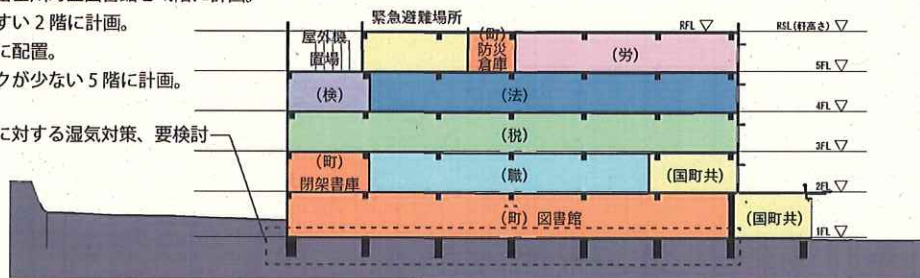 すい 2 階に計画。
に配置。
クが少ない 5 階に計画。
に対する湿気対策、要検討
緊急避難場所
屋外機
置場
(町)
防災
倉庫
(労)
RFL ▽
RSL(軒高さ) ▽
5FL ▽
(検)
(法)
4FL ▽
(税)
3FL ▽
(町)
閉架書庫
(職)
(国町共)
2FL ▽
(町) 図書館
(国町共)
1FL ▽